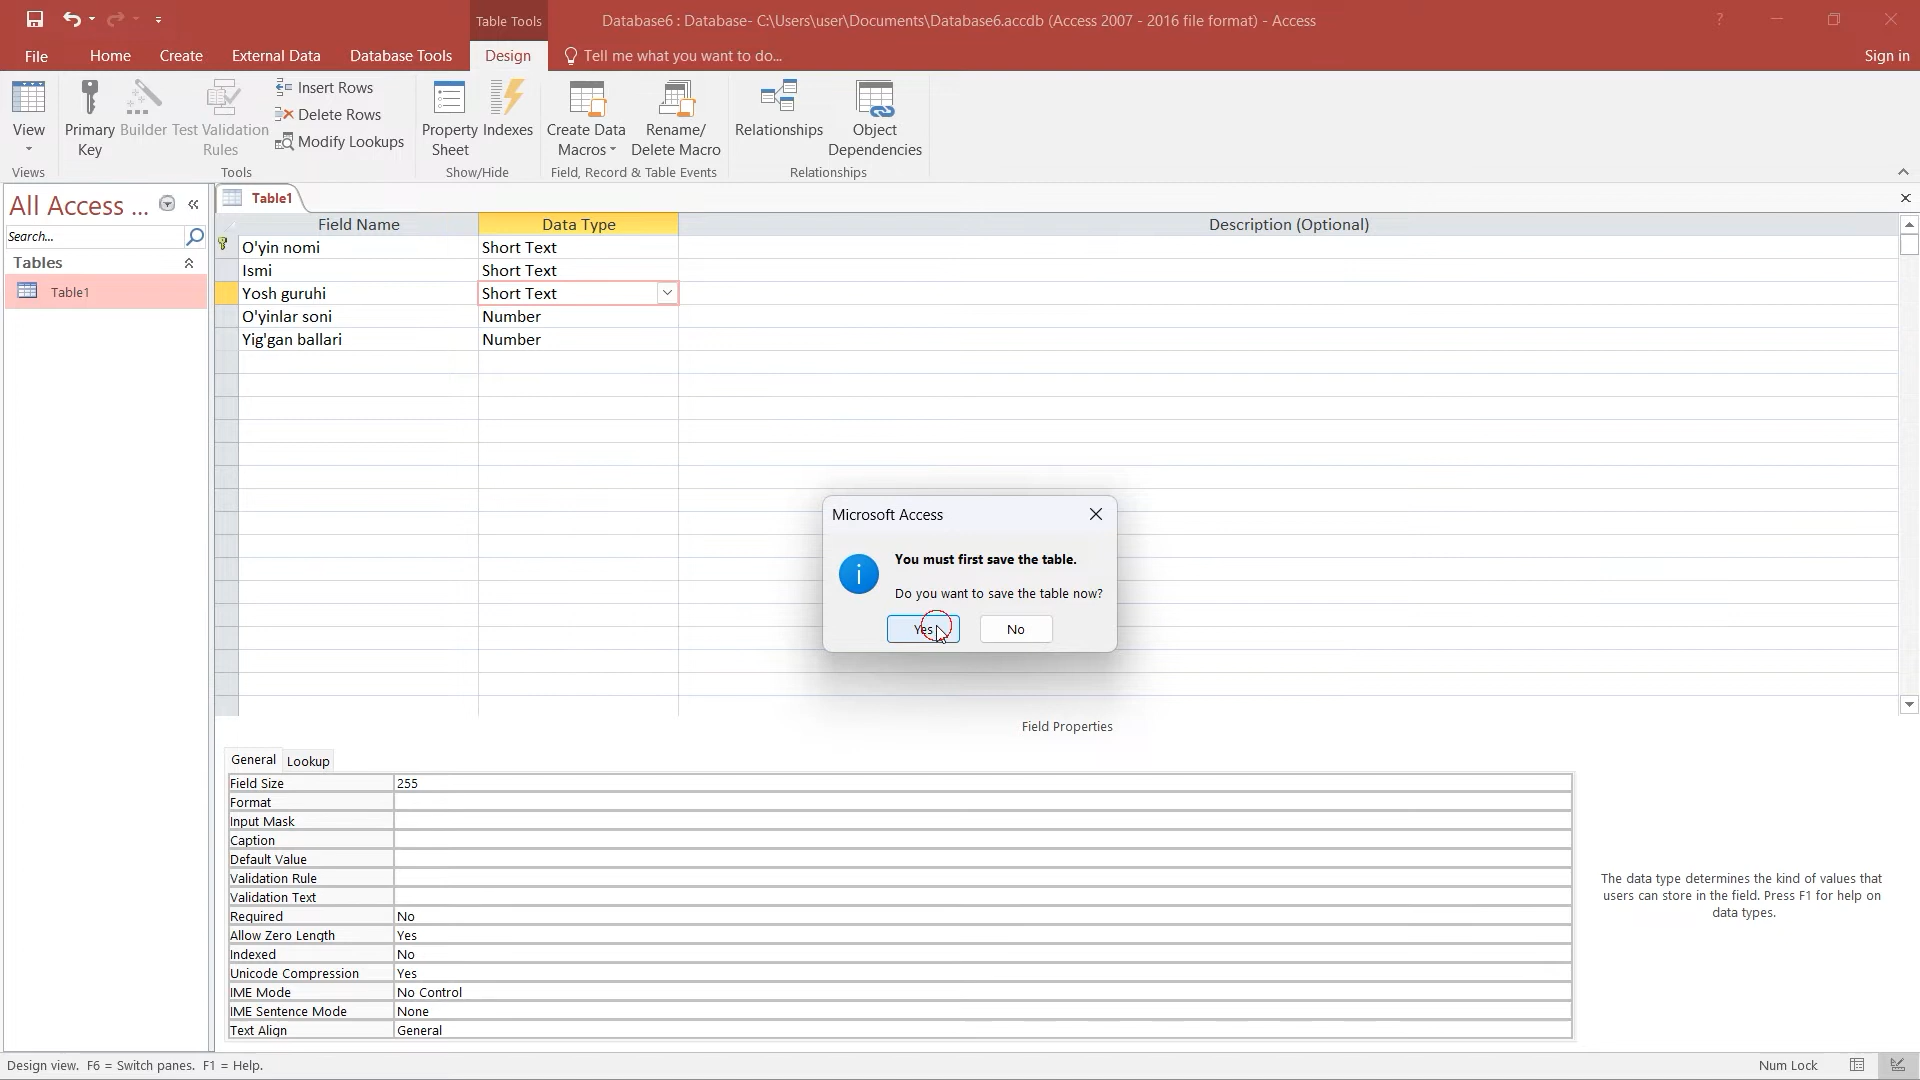 Table Tools
Database6 : Database- C:\Users\user\Documents\Database6.accdb (Access 2007 - 2016 file format) - Access
?
File
Home
Create
External Data
Database Tools
Design
Tell me what you want to do...
Sign in
View
Primary Key
Builder
Test Validation Rules
Insert Rows
Delete Rows
Modify Lookups
Property Sheet
Indexes
Create Data Macros
Rename/ Delete Macro
Relationships
Object Dependencies
Views
Tools
Show/Hide
Field, Record & Table Events
Relationships
All Access ...
Search...
Tables
Table1
Table1
Field Name
Data Type
Description (Optional)
O'yin nomi
Short Text
Ismi
Short Text
Yosh guruhi
Short Text
O'yinlar soni
Number
Yig'gan ballari
Number
Microsoft Access
You must first save the table.
Do you want to save the table now?
Yes
No
Field Properties
General
Lookup
Field Size
255
Format
Input Mask
Caption
Default Value
Validation Rule
Validation Text
Required
No
Allow Zero Length
Yes
Indexed
No
Unicode Compression
Yes
IME Mode
No Control
IME Sentence Mode
None
Text Align
General
The data type determines the kind of values that
users can store in the field. Press F1 for help on
data types.
Design view.  F6 = Switch panes.  F1 = Help.
Num Lock